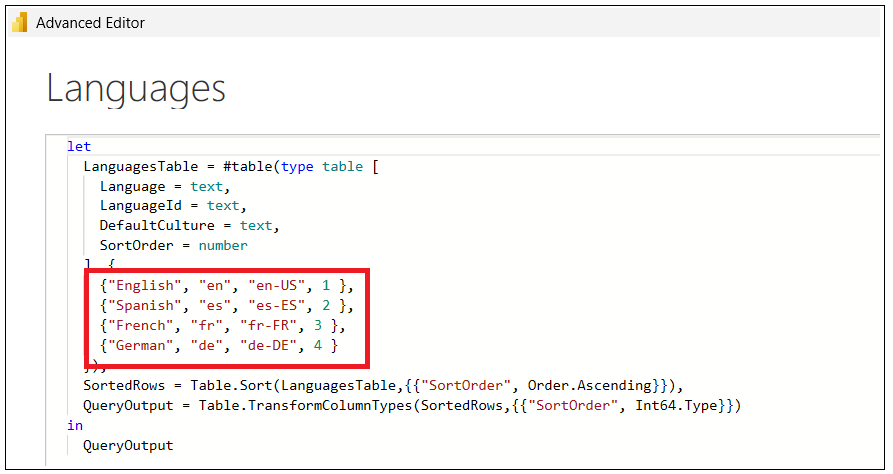 Advanced Editor
Languages
let
LanguagesTable = #table(type table [
Language = text,
LanguageId = text,
DefaultCulture = text,
SortOrder = number
], {
{"English", "en", "en-US", 1 },
{"Spanish", "es", "es-ES", 2 },
{"French", "fr", "fr-FR", 3 },
{"German", "de", "de-DE", 4 }
}),
SortedRows = Table.Sort(LanguagesTable,{{"SortOrder", Order.Ascending}}),
QueryOutput = Table.TransformColumnTypes(SortedRows,{{"SortOrder", Int64.Type}})
in
QueryOutput